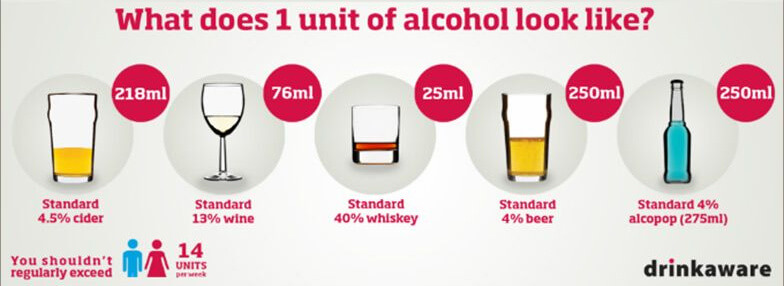 What does 1 unit of alcohol look like?
218ml
76ml
25ml
250ml
250ml
Standard
4.5% cider
Standard
13% wine
Standard
40% whiskey
Standard
4% beer
Standard 4%
alcopop (275ml)
You shouldn't
regularly exceed
14
UNITS
per week
drinkaware